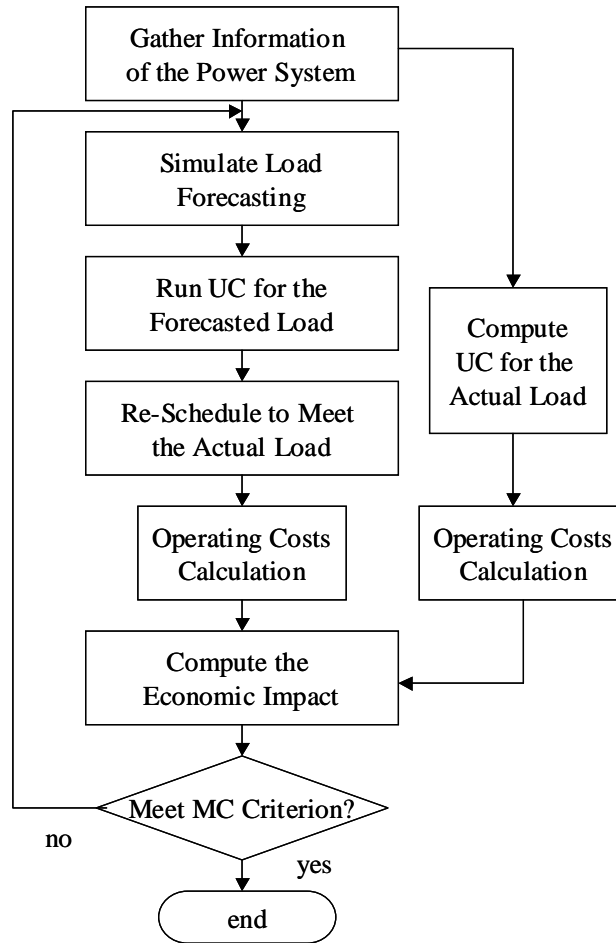 Gather Information
of the Power System
Simulate Load
Forecasting
Run UC for the
Forecasted Load
Compute
UC for the
Actual Load
Re-Schedule to Meet
the Actual Load
Operating Costs
Calculation
Operating Costs
Calculation
Compute the
Economic Impact
Meet MC Criterion?
no
yes
end